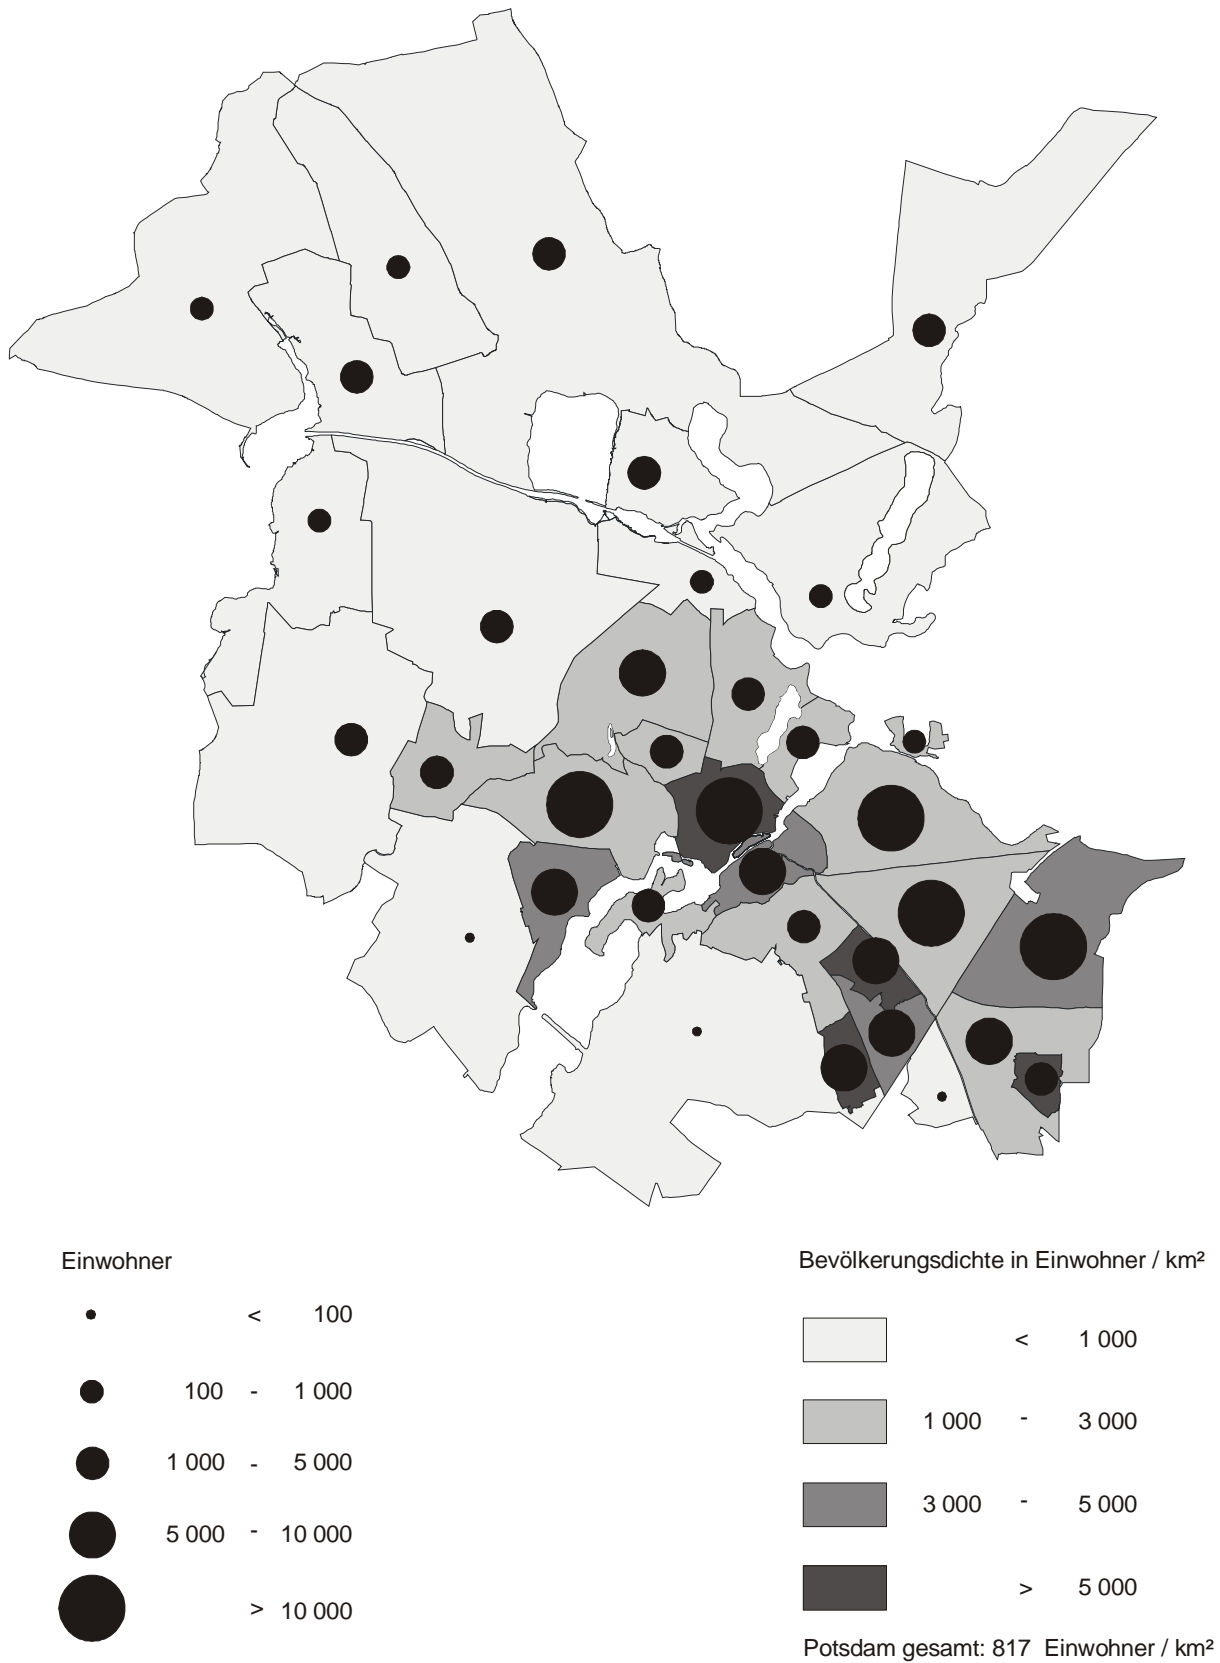 Einwohner
< 100
100 - 1 000
1 000 - 5 000
5 000 - 10 000
> 10 000
Bevölkerungsdichte in Einwohner / km²
< 1 000
1 000 - 3 000
3 000 - 5 000
> 5 000
Potsdam gesamt: 817 Einwohner / km²